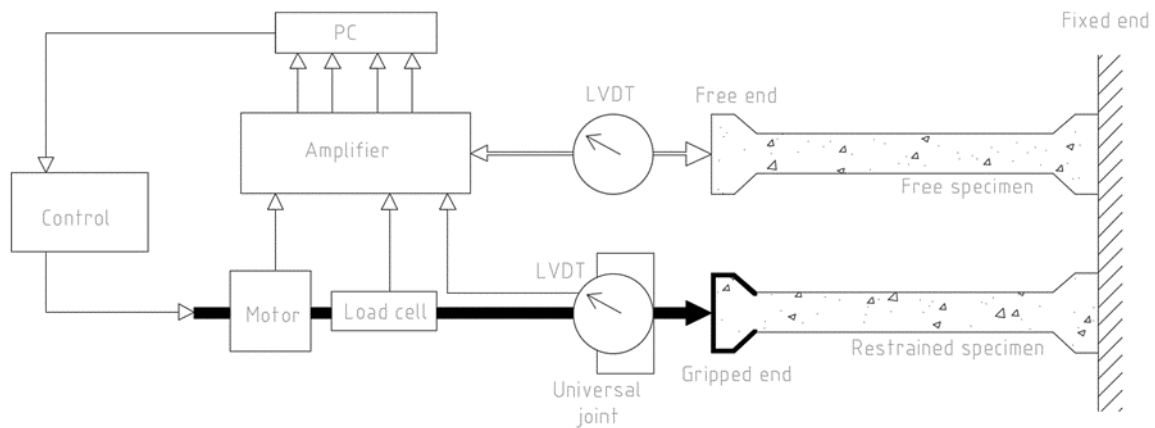 PC
Fixed end
LVDT
Free end
Amplifier
Free specimen
Control
LVDT
Motor
Load cell
Restrained specimen
Gripped end
Universal
joint